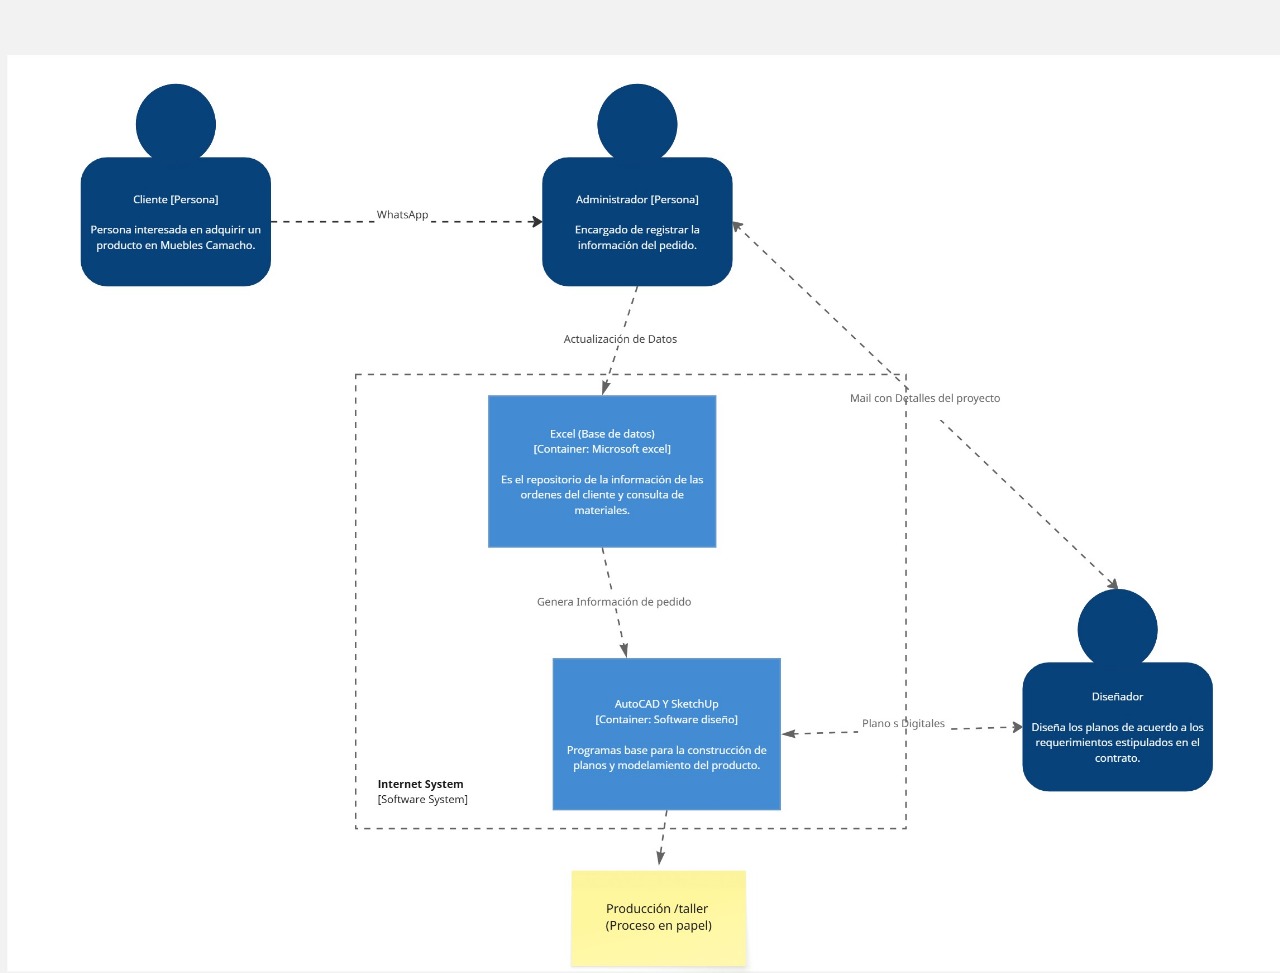 Cliente [Persona]
Persona interesada en adquirir un
producto en Muebles Camacho.
WhatsApp
Administrador [Persona]
Encargado de registrar la
información del pedido.
Actualización de Datos
Mail con Detalles del proyecto
Excel (Base de datos)
[Container: Microsoft excel]
Es el repositorio de la información de las
ordenes del cliente y consulta de
materiales.
Genera Información de pedido
AutoCAD Y SketchUp
[Container: Software diseño]
Programas base para la construcción de
planos y modelamiento del producto.
Plano s Digitales
Diseñador
Diseña los planos de acuerdo a los
requerimientos estipulados en el
contrato.
Internet System
[Software System]
Producción /taller
(Proceso en papel)